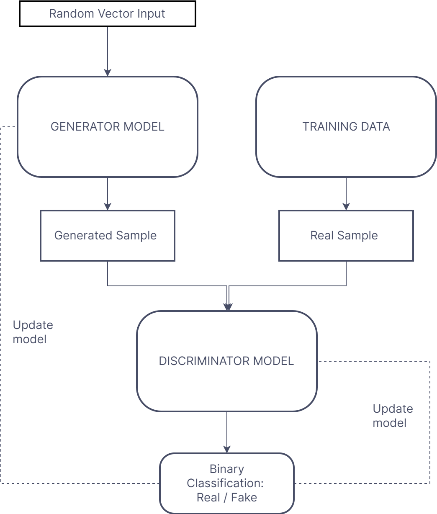 Random Vector Input
GENERATOR MODEL
TRAINING DATA
Generated Sample
Real Sample
Update
model
DISCRIMINATOR MODEL
Update
model
Binary
Classification:
Real / Fake